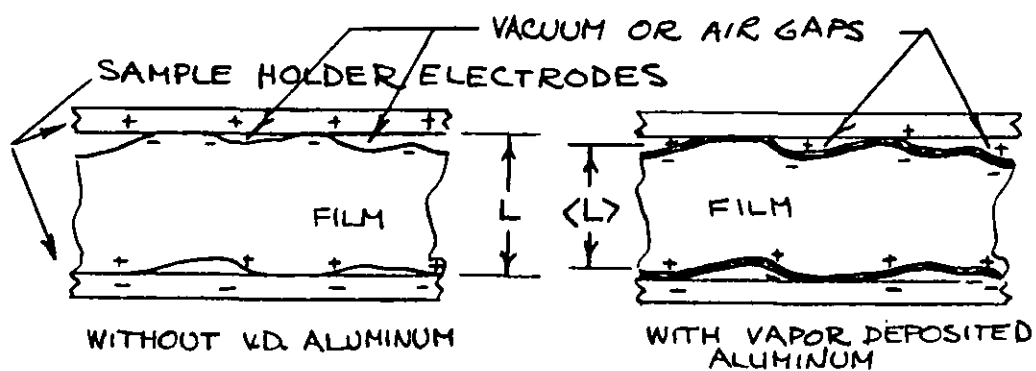 VACUUM OR AIR GAPS
SAMPLE HOLDER ELECTRODES
+ + + +
- - - -
FILM
+ + + +
- - - -
L
<L>
+ + + +
- - - -
FILM
+ + + +
- - - -
WITHOUT V.D. ALUMINUM
WITH VAPOR DEPOSITED
ALUMINUM